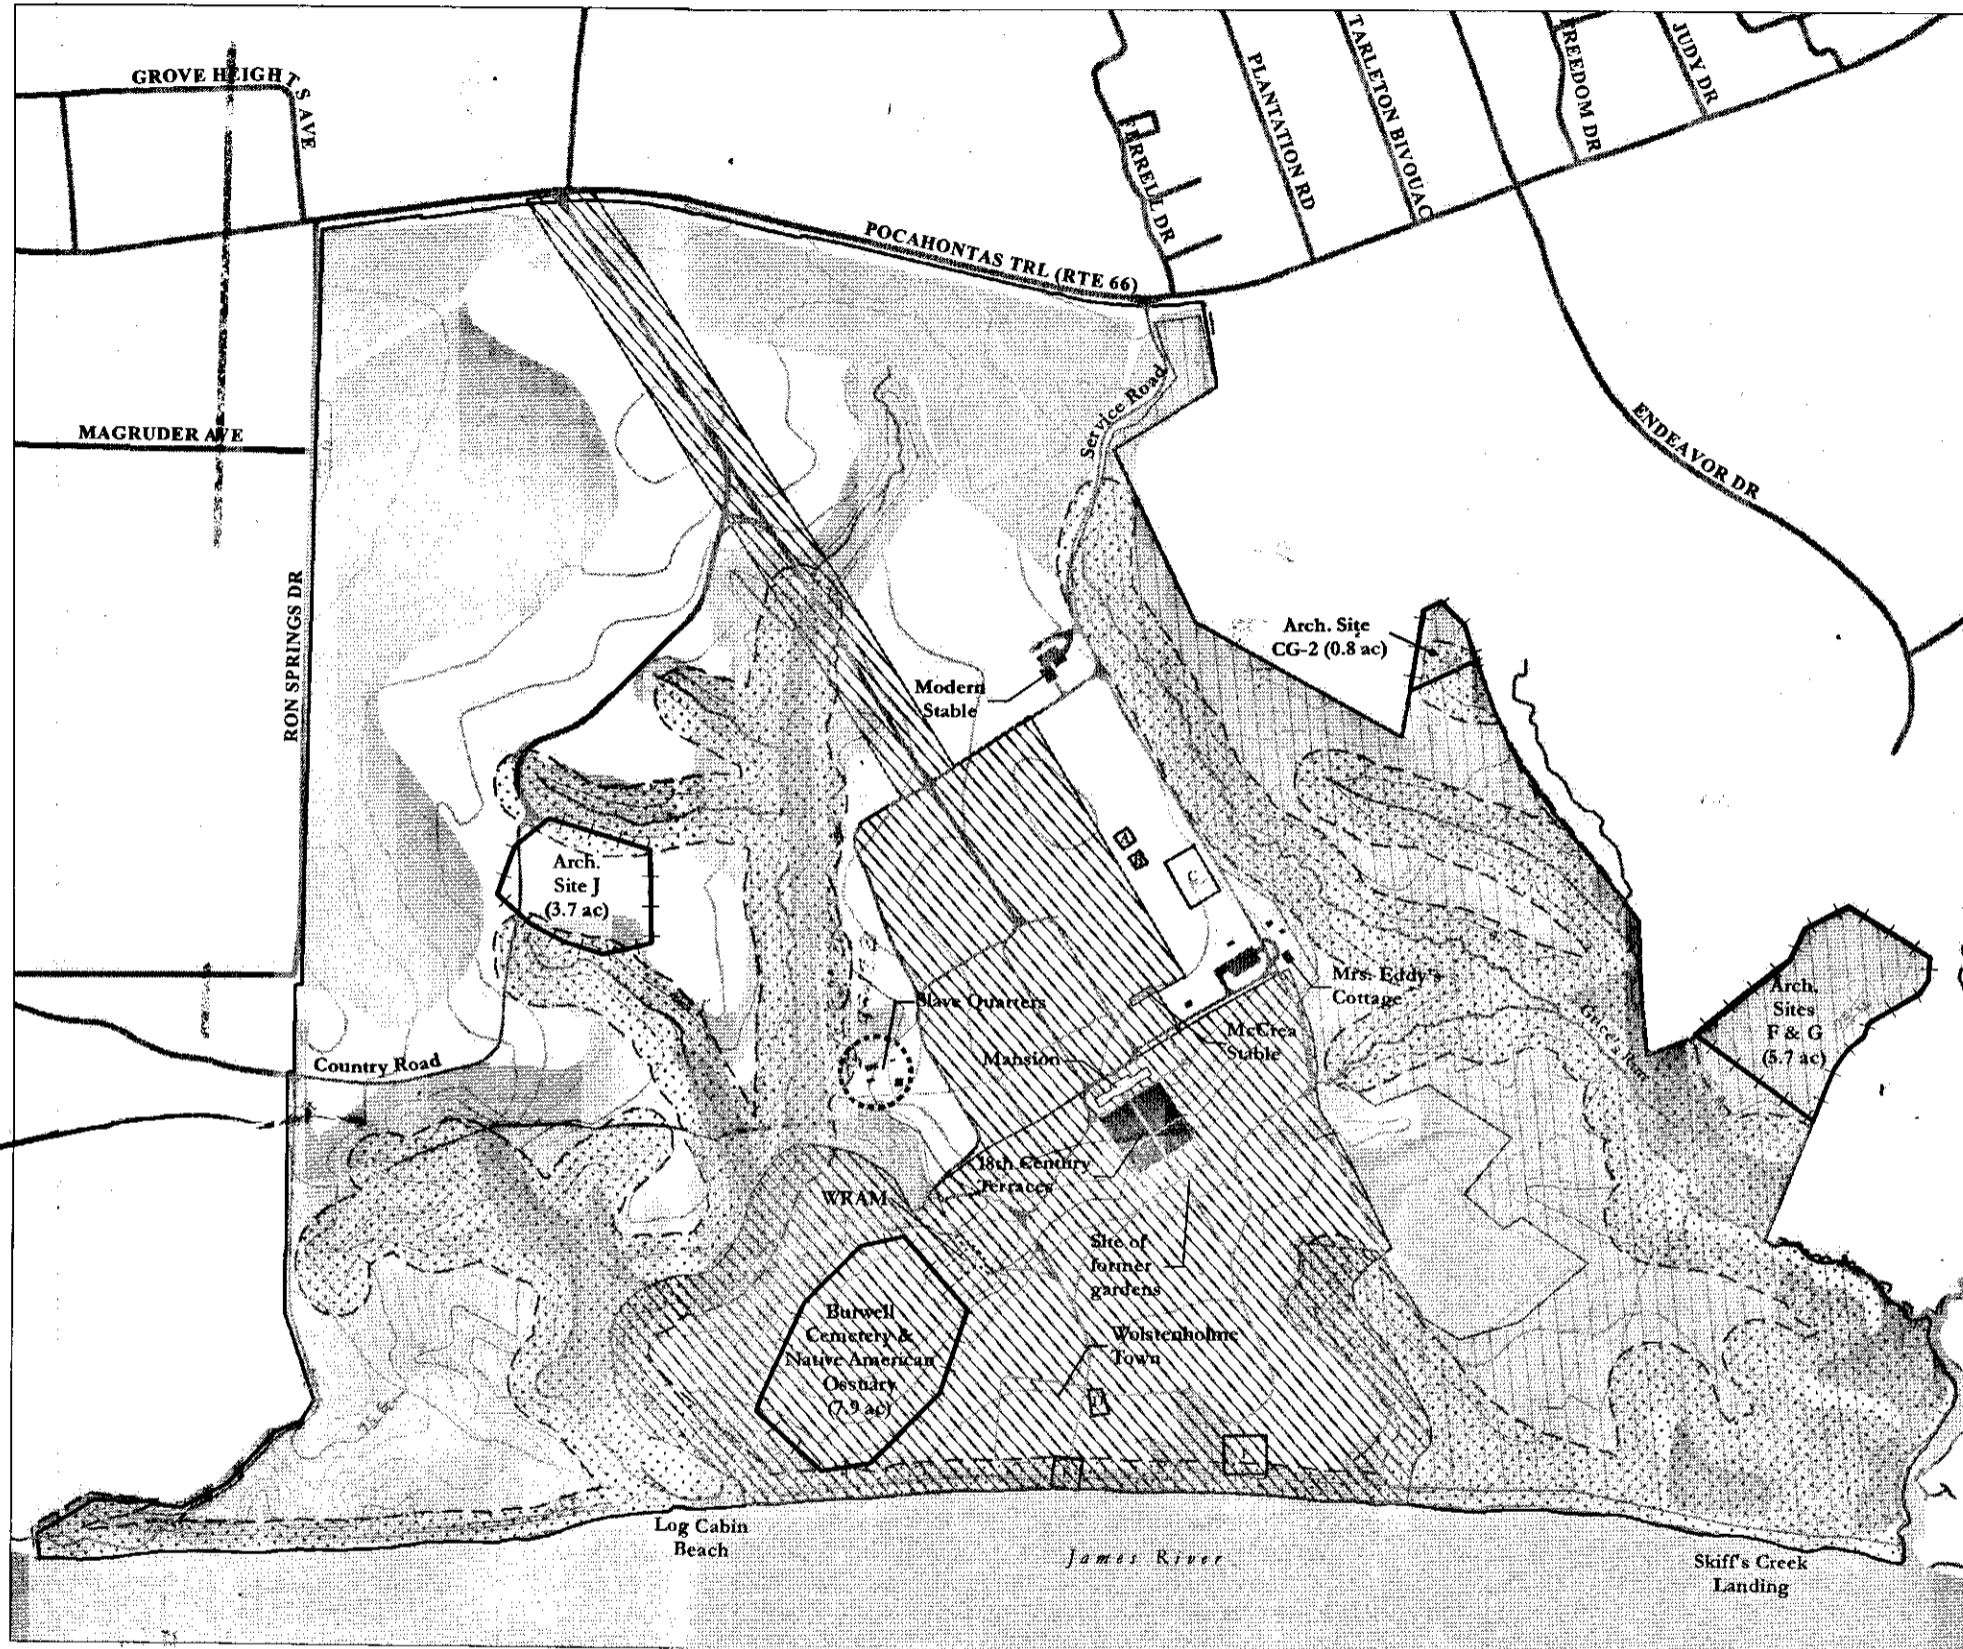 GROVE HEIGHTS AVE
PLANTATION RD
TARLETON BIVOUAC
FREEDOM DR
JUDY DR
POCAHONTAS TRL (RTE 66)
Service Road
MAGRUDER AVE
ENDEAVOR DR
RON SPRINGS DR
Arch. Site
CG-2 (0.8 ac)
Modern
Stable
Arch.
Site J
(3.7 ac)
C
Mrs. Eddy's
Cottage
Arch.
Sites
F & G
(5.7 ac)
Slave Quarters
McCrea
Stable
Mansion
Country Road
18th Century
Terraces
WRAM
Site of
former
gardens
Burwell
Cemetery &
Native American
Ossuary
(7.9 ac)
Wolstenholme
Town
Log Cabin
Beach
James River
Skiff's Creek
Landing